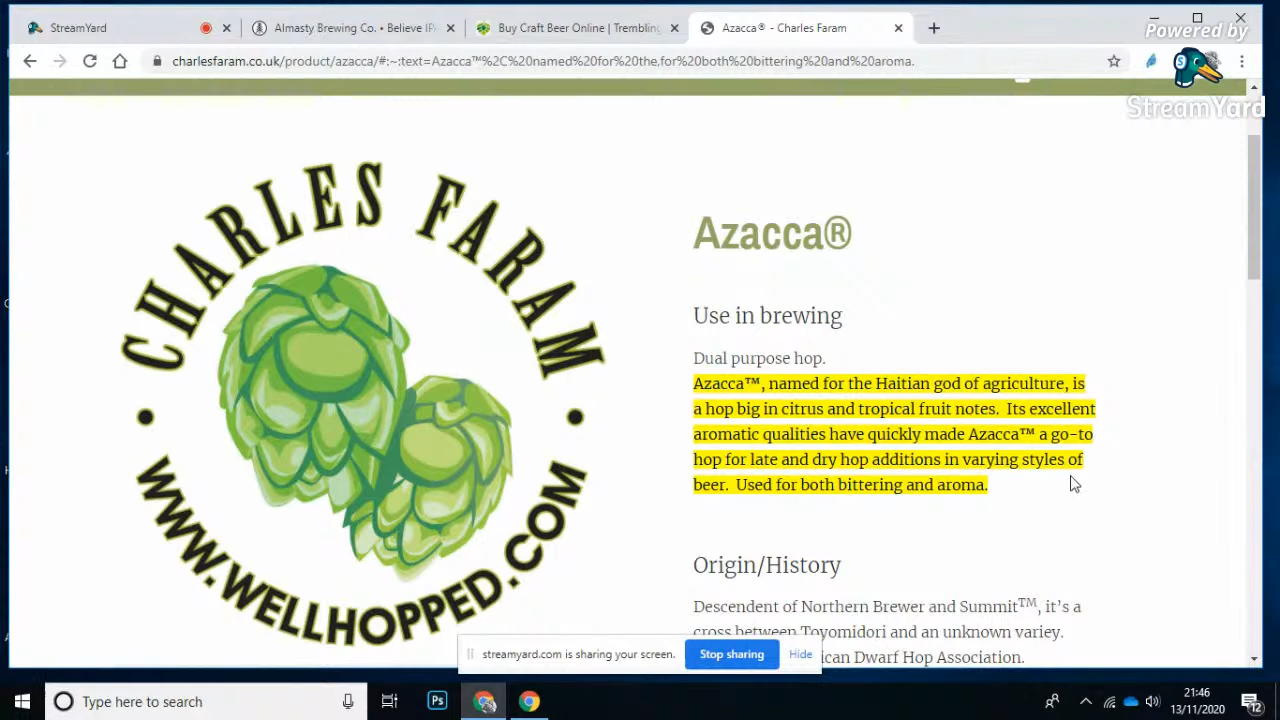 StreamYard
Almasty Brewing Co. • Believe IP
Buy Craft Beer Online | Trembling
Azacca® - Charles Faram
Powered by
charlesfaram.co.uk/product/azacca/#:~:text=Azacca™%2C%20named%20for%20the,for%20both%20bittering%20and%20aroma.
S
StreamYard
CHARLES FARAM
WWW.WELLHOPPED.COM
Azacca®
Use in brewing
Dual purpose hop.
Azacca™, named for the Haitian god of agriculture, is
a hop big in citrus and tropical fruit notes. Its excellent
aromatic qualities have quickly made Azacca™ a go-to
hop for late and dry hop additions in varying styles of
beer. Used for both bittering and aroma.
Origin/History
Descendent of Northern Brewer and Summit™, it's a
cross between Toyomidori and an unknown variey.
ican Dwarf Hop Association.
streamyard.com is sharing your screen.
Stop sharing
Hide
Type here to search
Ps
21:46
13/11/2020
12